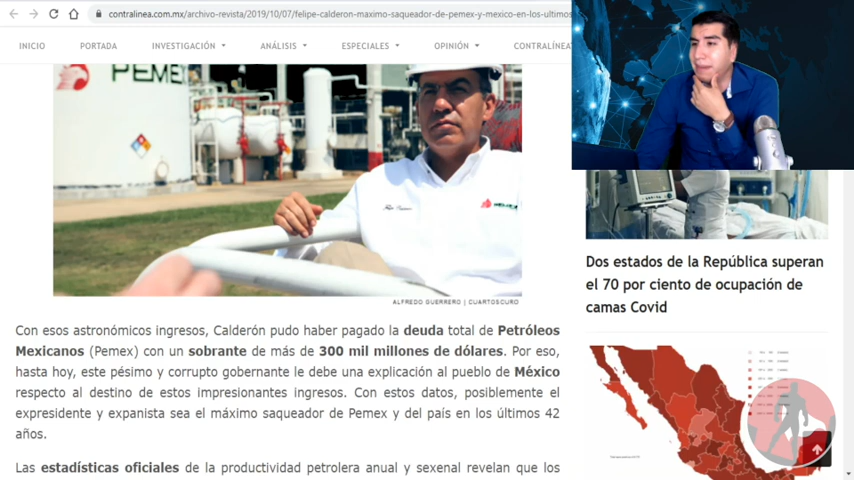 contralinea.com.mx/archivo-revista/2019/10/07/felipe-calderon-maximo-saqueador-de-pemex-y-mexico-en-los-ultimos
INICIO PORTADA INVESTIGACIÓN ANÁLISIS ESPECIALES OPINIÓN CONTRALÍNEA
PEMEX
ALFREDO GUERRERO | CUARTOSCURO
Con esos astronómicos ingresos, Calderón pudo haber pagado la deuda total de Petróleos
Mexicanos (Pemex) con un sobrante de más de 300 mil millones de dólares. Por eso,
hasta hoy, este pésimo y corrupto gobernante le debe una explicación al pueblo de México
respecto al destino de estos impresionantes ingresos. Con estos datos, posiblemente el
expresidente y expanista sea el máximo saqueador de Pemex y del país en los últimos 42
años.
Las estadísticas oficiales de la productividad petrolera anual y sexenal revelan que los
Dos estados de la República superan
el 70 por ciento de ocupación de
camas Covid